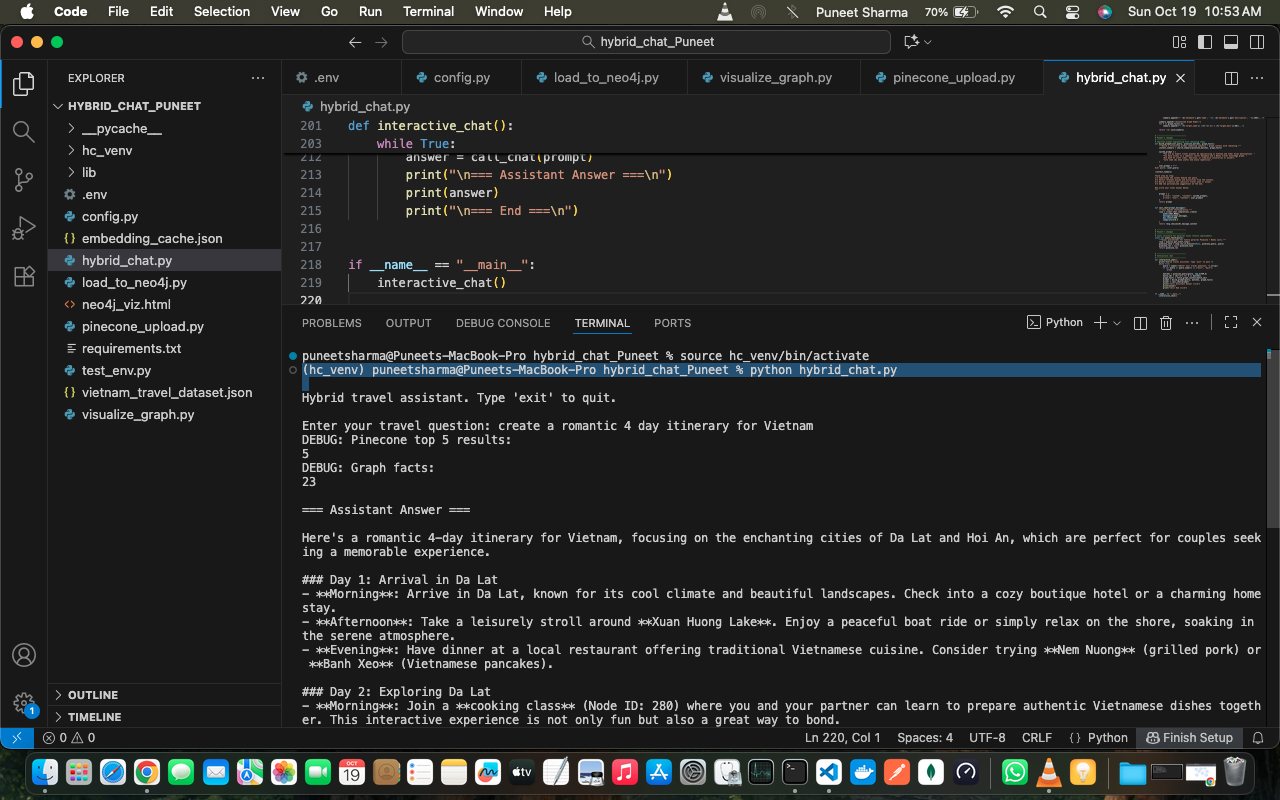 Code File Edit Selection View Go Run Terminal Window Help Puneet Sharma 70% Sun Oct 19 10:53 AM
hybrid_chat_Puneet
EXPLORER
HYBRID_CHAT_PUNEET
__pycache__
hc_venv
lib
.env
config.py
embedding_cache.json
hybrid_chat.py
load_to_neo4j.py
neo4j_viz.html
pinecone_upload.py
requirements.txt
test_env.py
vietnam_travel_dataset.json
visualize_graph.py
OUTLINE
TIMELINE
.env config.py load_to_neo4j.py visualize_graph.py pinecone_upload.py hybrid_chat.py
hybrid_chat.py
201 def interactive_chat():
203 while True:
212 answer = call_chat(prompt)
213 print("\n=== Assistant Answer ===\n")
214 print(answer)
215 print("\n=== End ===\n")
216
217
218 if __name__ == "__main__":
219 interactive_chat()
220
PROBLEMS OUTPUT DEBUG CONSOLE TERMINAL PORTS Python
puneetsharma@Puneets-MacBook-Pro hybrid_chat_Puneet % source hc_venv/bin/activate
(hc_venv) puneetsharma@Puneets-MacBook-Pro hybrid_chat_Puneet % python hybrid_chat.py
Hybrid travel assistant. Type 'exit' to quit.
Enter your travel question: create a romantic 4 day itinerary for Vietnam
DEBUG: Pinecone top 5 results:
5
DEBUG: Graph facts:
23
=== Assistant Answer ===
Here's a romantic 4-day itinerary for Vietnam, focusing on the enchanting cities of Da Lat and Hoi An, which are perfect for couples seek
ing a memorable experience.
### Day 1: Arrival in Da Lat
- **Morning**: Arrive in Da Lat, known for its cool climate and beautiful landscapes. Check into a cozy boutique hotel or a charming home
stay.
- **Afternoon**: Take a leisurely stroll around **Xuan Huong Lake**. Enjoy a peaceful boat ride or simply relax on the shore, soaking in
the serene atmosphere.
- **Evening**: Have dinner at a local restaurant offering traditional Vietnamese cuisine. Consider trying **Nem Nuong** (grilled pork) or
**Banh Xeo** (Vietnamese pancakes).
### Day 2: Exploring Da Lat
- **Morning**: Join a **cooking class** (Node ID: 280) where you and your partner can learn to prepare authentic Vietnamese dishes togeth
er. This interactive experience is not only fun but also a great way to bond.
1
0 0 Ln 220, Col 1 Spaces: 4 UTF-8 CRLF {} Python Finish Setup
OCT
19
tv